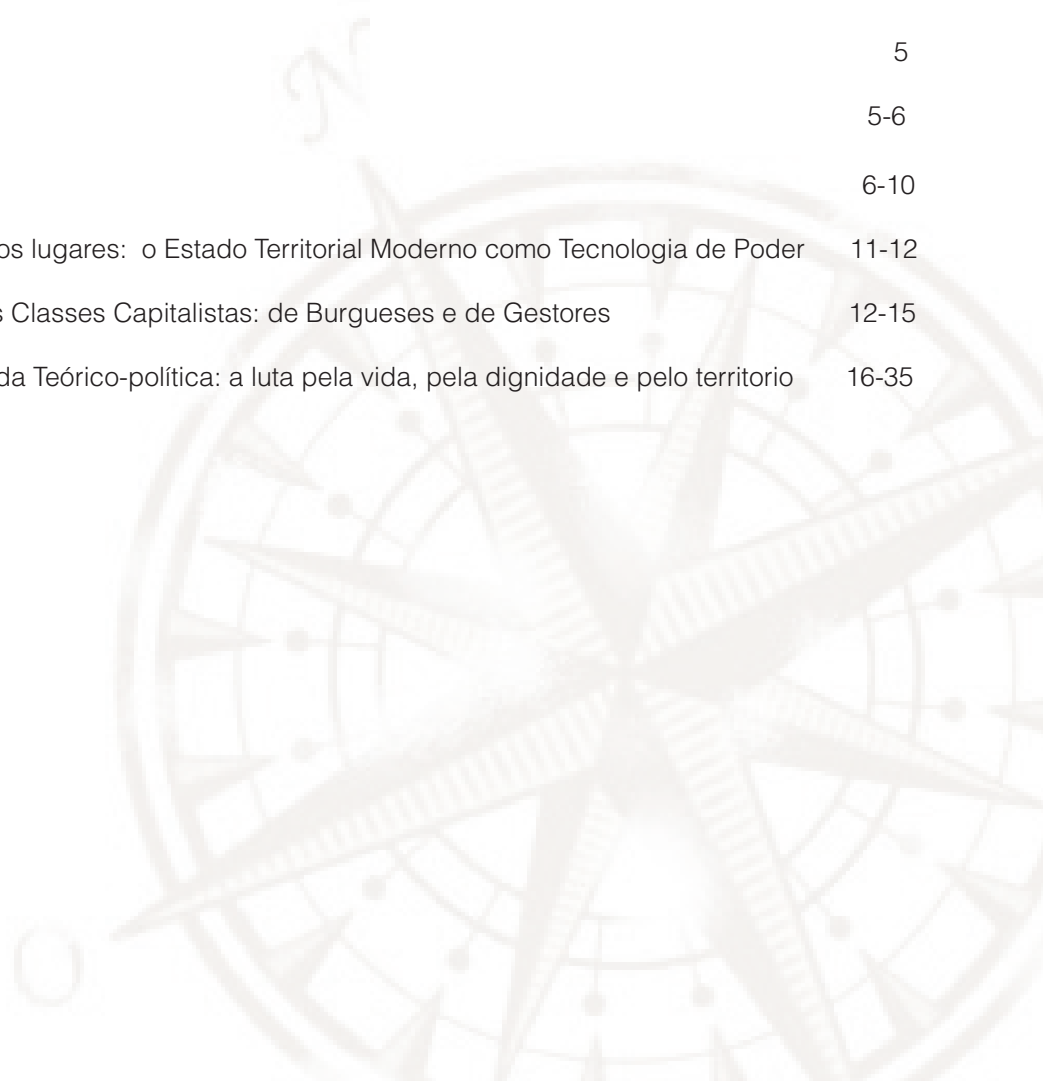 N
5
5-6
6-10
os lugares: o Estado Territorial Moderno como Tecnologia de Poder 11-12
s Classes Capitalistas: de Burgueses e de Gestores 12-15
da Teórico-política: a luta pela vida, pela dignidade e pelo territorio 16-35
O